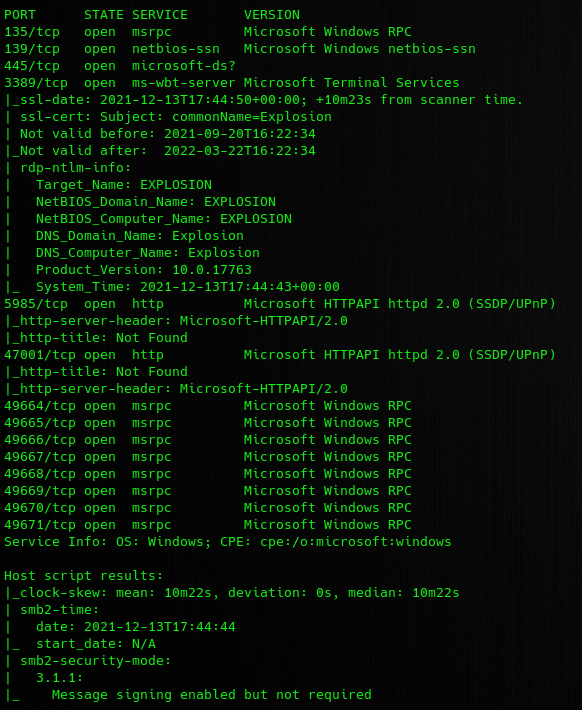 PORT      STATE SERVICE       VERSION
135/tcp   open  msrpc         Microsoft Windows RPC
139/tcp   open  netbios-ssn   Microsoft Windows netbios-ssn
445/tcp   open  microsoft-ds?
3389/tcp  open  ms-wbt-server Microsoft Terminal Services
|_ssl-date: 2021-12-13T17:44:50+00:00; +10m23s from scanner time.
| ssl-cert: Subject: commonName=Explosion
| Not valid before: 2021-09-20T16:22:34
|_Not valid after:  2022-03-22T16:22:34
| rdp-ntlm-info:
|   Target_Name: EXPLOSION
|   NetBIOS_Domain_Name: EXPLOSION
|   NetBIOS_Computer_Name: EXPLOSION
|   DNS_Domain_Name: Explosion
|   DNS_Computer_Name: Explosion
|   Product_Version: 10.0.17763
|_  System_Time: 2021-12-13T17:44:43+00:00
5985/tcp  open  http          Microsoft HTTPAPI httpd 2.0 (SSDP/UPnP)
|_http-server-header: Microsoft-HTTPAPI/2.0
|_http-title: Not Found
47001/tcp open  http          Microsoft HTTPAPI httpd 2.0 (SSDP/UPnP)
|_http-title: Not Found
|_http-server-header: Microsoft-HTTPAPI/2.0
49664/tcp open  msrpc         Microsoft Windows RPC
49665/tcp open  msrpc         Microsoft Windows RPC
49666/tcp open  msrpc         Microsoft Windows RPC
49667/tcp open  msrpc         Microsoft Windows RPC
49668/tcp open  msrpc         Microsoft Windows RPC
49669/tcp open  msrpc         Microsoft Windows RPC
49670/tcp open  msrpc         Microsoft Windows RPC
49671/tcp open  msrpc         Microsoft Windows RPC
Service Info: OS: Windows; CPE: cpe:/o:microsoft:windows

Host script results:
|_clock-skew: mean: 10m22s, deviation: 0s, median: 10m22s
| smb2-time:
|   date: 2021-12-13T17:44:44
|_  start_date: N/A
| smb2-security-mode:
|   3.1.1:
|_    Message signing enabled but not required